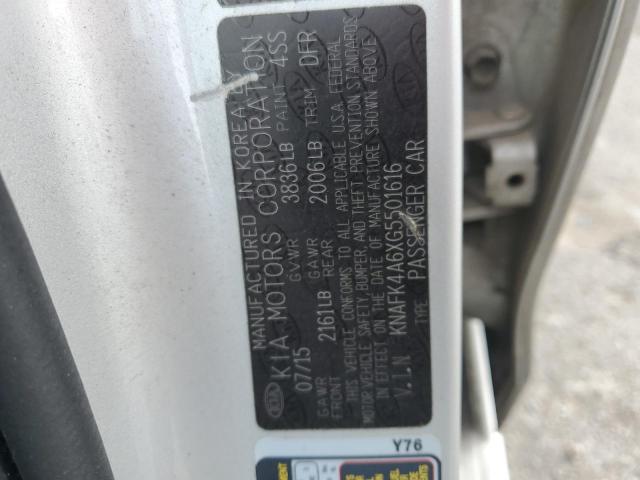 MANUFACTURED IN KOREA BY
KIA MOTORS CORPORATION
07/15 GVWR 3836LB PAINT 4SS
GAWR FRONT 2161LB GAWR REAR 2006LB TRIM DFR
THIS VEHICLE CONFORMS TO ALL APPLICABLE U.S.A. FEDERAL
MOTOR VEHICLE SAFETY, BUMPER, AND THEFT PREVENTION STANDARDS
IN EFFECT ON THE DATE OF MANUFACTURE SHOWN ABOVE
V.I.N KNAFK4A6XG5501616
TYPE: PASSENGER CAR
KIA
Y76